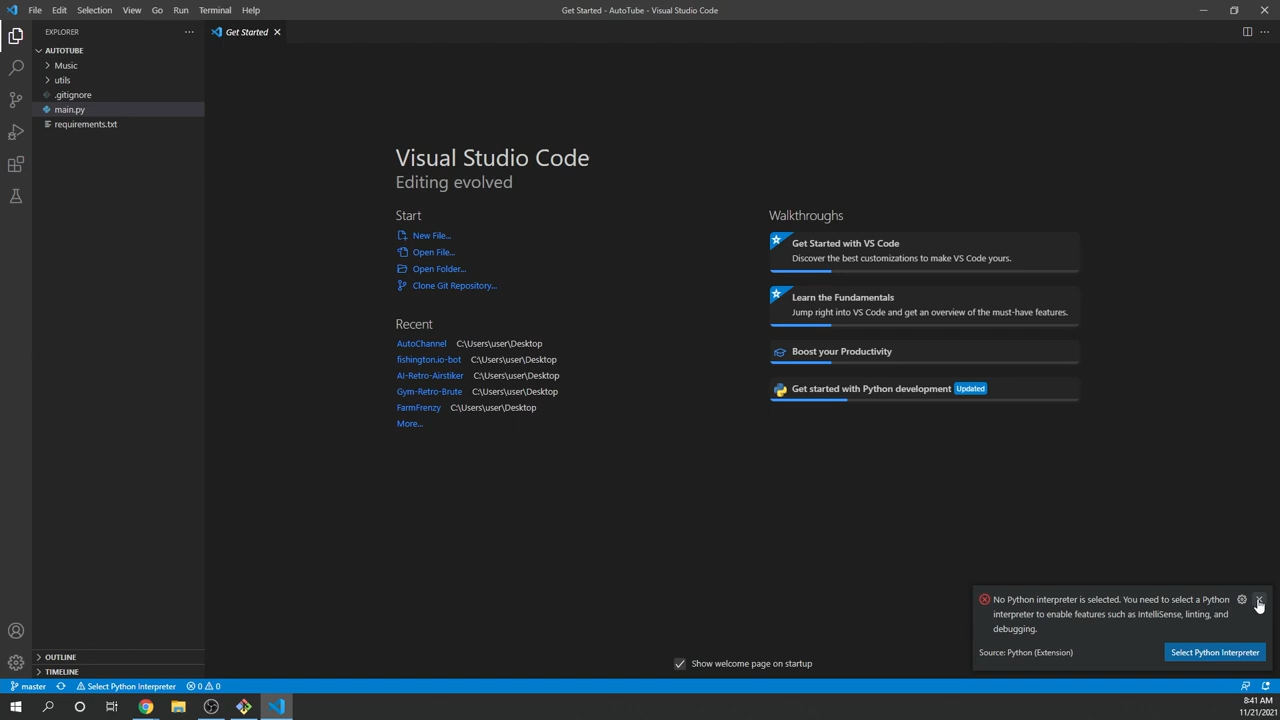 File Edit Selection View Go Run Terminal Help
Get Started - AutoTube - Visual Studio Code
EXPLORER
Get Started
AUTOTUBE
Music
utils
.gitignore
main.py
requirements.txt
Visual Studio Code
Editing evolved
Start
New File...
Open File...
Open Folder...
Clone Git Repository...
Recent
AutoChannel C:\Users\user\Desktop
fishington.io-bot C:\Users\user\Desktop
AI-Retro-Airstiker C:\Users\user\Desktop
Gym-Retro-Brute C:\Users\user\Desktop
FarmFrenzy C:\Users\user\Desktop
More...
Walkthroughs
Get Started with VS Code
Discover the best customizations to make VS Code yours.
Learn the Fundamentals
Jump right into VS Code and get an overview of the must-have features.
Boost your Productivity
Get started with Python development Updated
No Python interpreter is selected. You need to select a Python
interpreter to enable features such as IntelliSense, linting, and
debugging.
Source: Python (Extension) Select Python Interpreter
Show welcome page on startup
OUTLINE
TIMELINE
master Select Python Interpreter 0 0
8:41 AM
11/21/2021